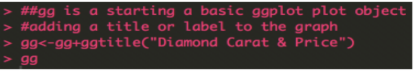 > ##gg is a starting a basic ggplot plot object
> #adding a title or label to the graph
> gg<-gg+ggtitle("Diamond Carat & Price")
> gg